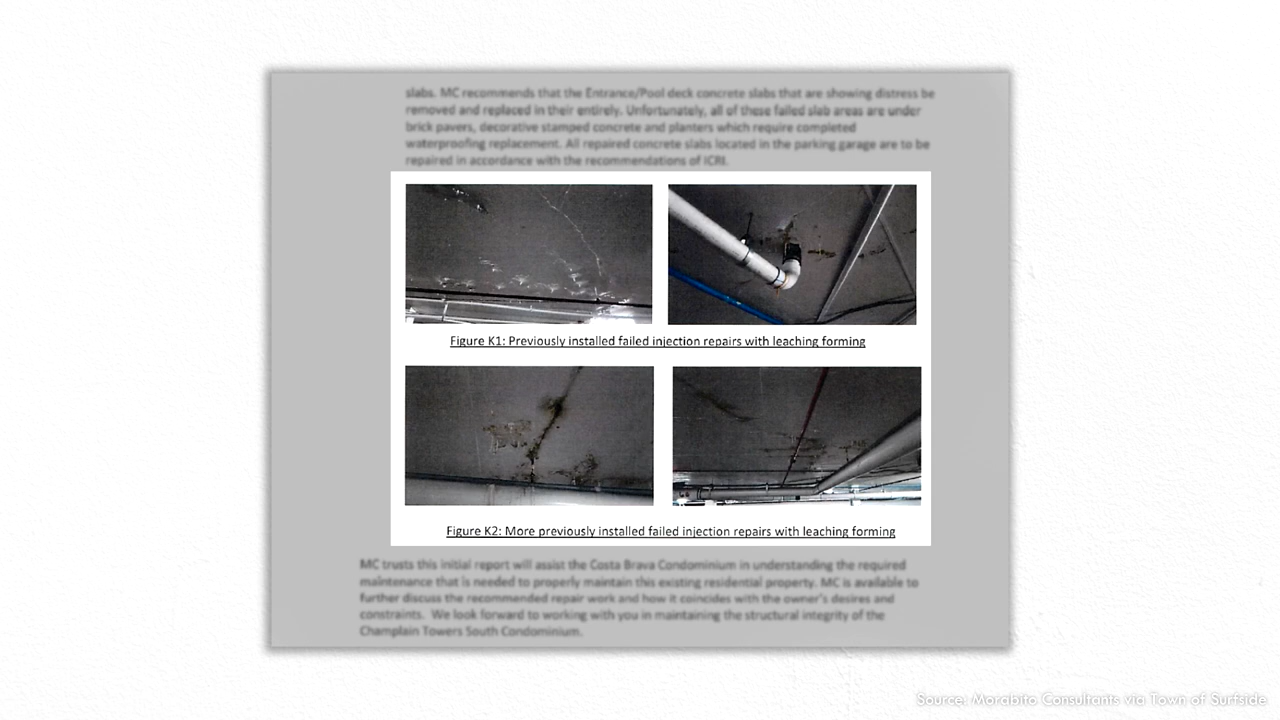 slabs. MC recommends that the Entrance/Pool deck concrete slabs that are showing distress be
removed and replaced in their entirely. Unfortunately, all of these failed slab areas are under
brick pavers, decorative stamped concrete and planters which require completed
waterproofing replacement. All repaired concrete slabs located in the parking garage are to be
repaired in accordance with the recommendations of ICRI.
Figure K1: Previously installed failed injection repairs with leaching forming
Figure K2: More previously installed failed injection repairs with leaching forming
MC trusts this initial report will assist the Costa Brava Condominium in understanding the required
maintenance that is needed to properly maintain this existing residential property. MC is available to
further discuss the recommended repair work and how it coincides with the owner's desires and
constraints. We look forward to working with you in maintaining the structural integrity of the
Champlain Towers South Condominium.
Source: Morabito Consultants via Town of Surfside